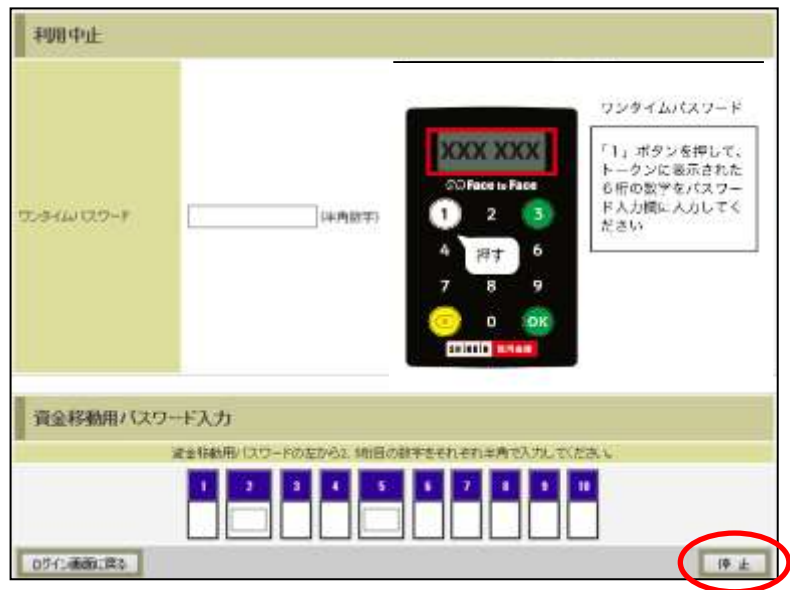 利用中止
ワンタイムパスワード
XXX XXX
Face to Face
1 2 3
4 押す 6
7 8 9
0 OK
shinkin 信用金庫
ワンタイムパスワード
(半角数字)
「1」ボタンを押して、
トークンに表示された
6桁の数字をパスワー
ド入力欄に入力してく
ださい
資金移動用パスワード入力
資金移動用パスワードの左から2、5桁目の数字をそれぞれ半角で入力してください。
1 2 3 4 5 6 7 8 9 10
ログイン画面に戻る
停 止